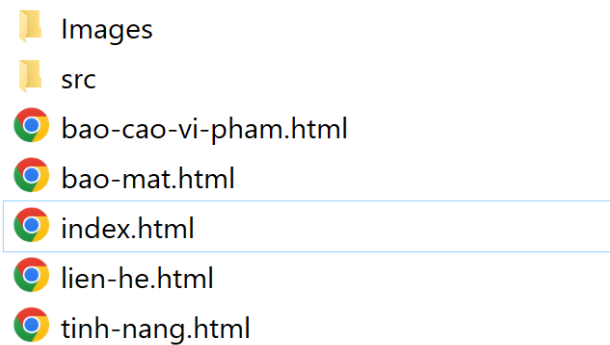 Images
src
bao-cao-vi-pham.html
bao-mat.html
index.html
lien-he.html
tinh-nang.html